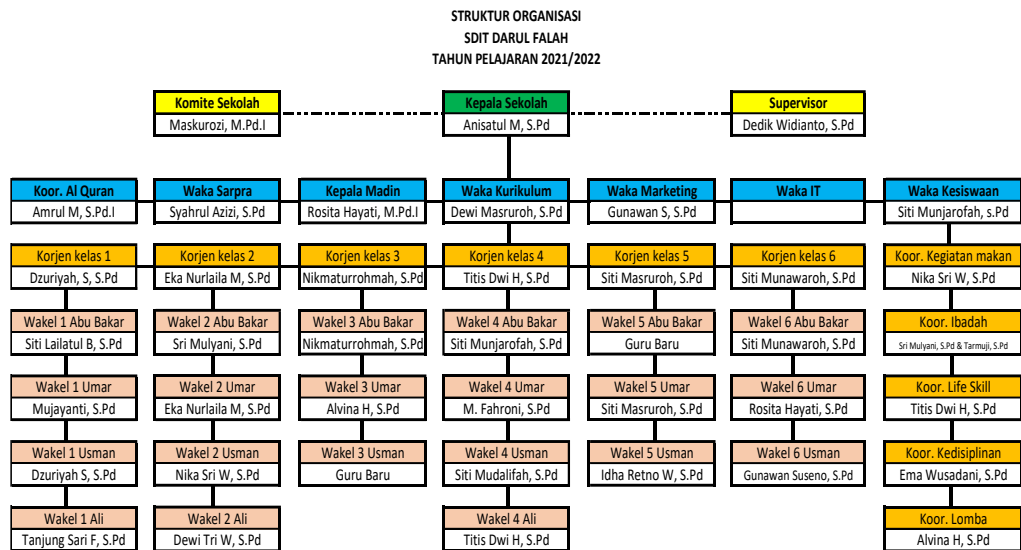 STRUKTUR ORGANISASI
SDIT DARUL FALAH
TAHUN PELAJARAN 2021/2022
Komite Sekolah
Maskurozi, M.Pd.I
Kepala Sekolah
Anisatul M, S.Pd
Supervisor
Dedik Widianto, S.Pd
Koor. Al Quran
Amrul M, S.Pd.I
Waka Sarpra
Syahrul Azizi, S.Pd
Kepala Madin
Rosita Hayati, M.Pd.I
Waka Kurikulum
Dewi Masruroh, S.Pd
Waka Marketing
Gunawan S, S.Pd
Waka IT
Waka Kesiswaan
Siti Munjarofah, s.Pd
Korjen kelas 1
Dzuriyah, S, S.Pd
Korjen kelas 2
Eka Nurlaila M, S.Pd
Korjen kelas 3
Nikmaturrohmah, S.Pd
Korjen kelas 4
Titis Dwi H, S.Pd
Korjen kelas 5
Siti Masruroh, S.Pd
Korjen kelas 6
Siti Munawaroh, S.Pd
Koor. Kegiatan makan
Nika Sri W, S.Pd
Wakel 1 Abu Bakar
Siti Lailatul B, S.Pd
Wakel 2 Abu Bakar
Sri Mulyani, S.Pd
Wakel 3 Abu Bakar
Nikmaturrohmah, S.Pd
Wakel 4 Abu Bakar
Siti Munjarofah, S.Pd
Wakel 5 Abu Bakar
Guru Baru
Wakel 6 Abu Bakar
Siti Munawaroh, S.Pd
Koor. Ibadah
Sri Mulyani, S.Pd & Tarmuji, S.Pd
Wakel 1 Umar
Mujayanti, S.Pd
Wakel 2 Umar
Eka Nurlaila M, S.Pd
Wakel 3 Umar
Alvina H, S.Pd
Wakel 4 Umar
M. Fahroni, S.Pd
Wakel 5 Umar
Siti Masruroh, S.Pd
Wakel 6 Umar
Rosita Hayati, S.Pd
Koor. Life Skill
Titis Dwi H, S.Pd
Wakel 1 Usman
Dzuriyah S, S.Pd
Wakel 2 Usman
Nika Sri W, S.Pd
Wakel 3 Usman
Guru Baru
Wakel 4 Usman
Siti Mudalifah, S.Pd
Wakel 5 Usman
Idha Retno W, S.Pd
Wakel 6 Usman
Gunawan Suseno, S.Pd
Koor. Kedisiplinan
Ema Wusadani, S.Pd
Wakel 1 Ali
Tanjung Sari F, S.Pd
Wakel 2 Ali
Dewi Tri W, S.Pd
Wakel 4 Ali
Titis Dwi H, S.Pd
Koor. Lomba
Alvina H, S.Pd